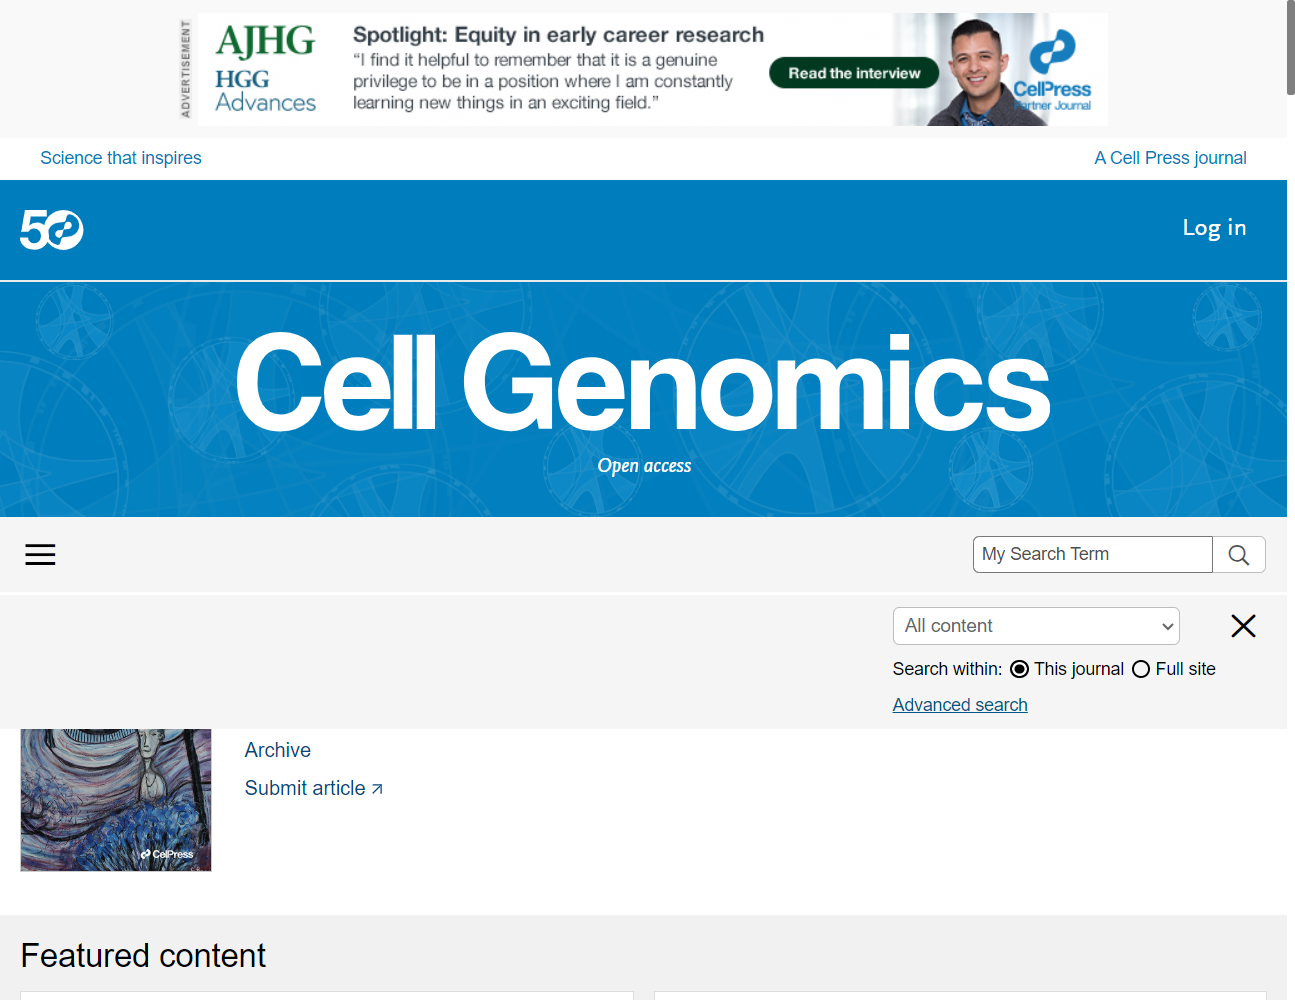 ADVERTISEMENT
AJHG
HGG
Advances
Spotlight: Equity in early career research
“I find it helpful to remember that it is a genuine
privilege to be in a position where I am constantly
learning new things in an exciting field.”
Read the interview
CellPress
Partner Journal
Science that inspires
A Cell Press journal
50
Log in
Cell Genomics
Open access
My Search Term
All content
Search within: This journal Full site
Advanced search
Archive
Submit article
CelPress
Featured content